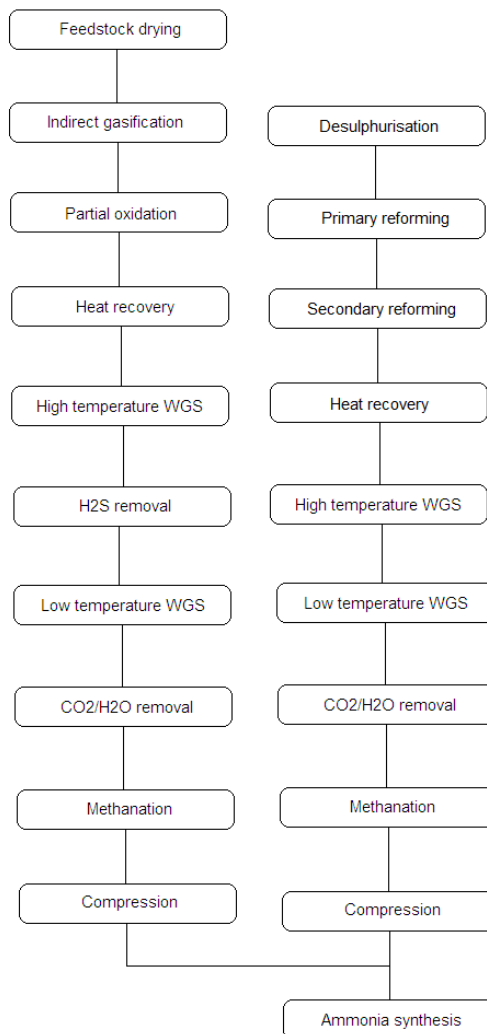 Feedstock drying
Indirect gasification
Partial oxidation
Heat recovery
High temperature WGS
H2S removal
Low temperature WGS
CO2/H2O removal
Methanation
Compression
Desulphurisation
Primary reforming
Secondary reforming
Heat recovery
High temperature WGS
Low temperature WGS
CO2/H2O removal
Methanation
Compression
Ammonia synthesis